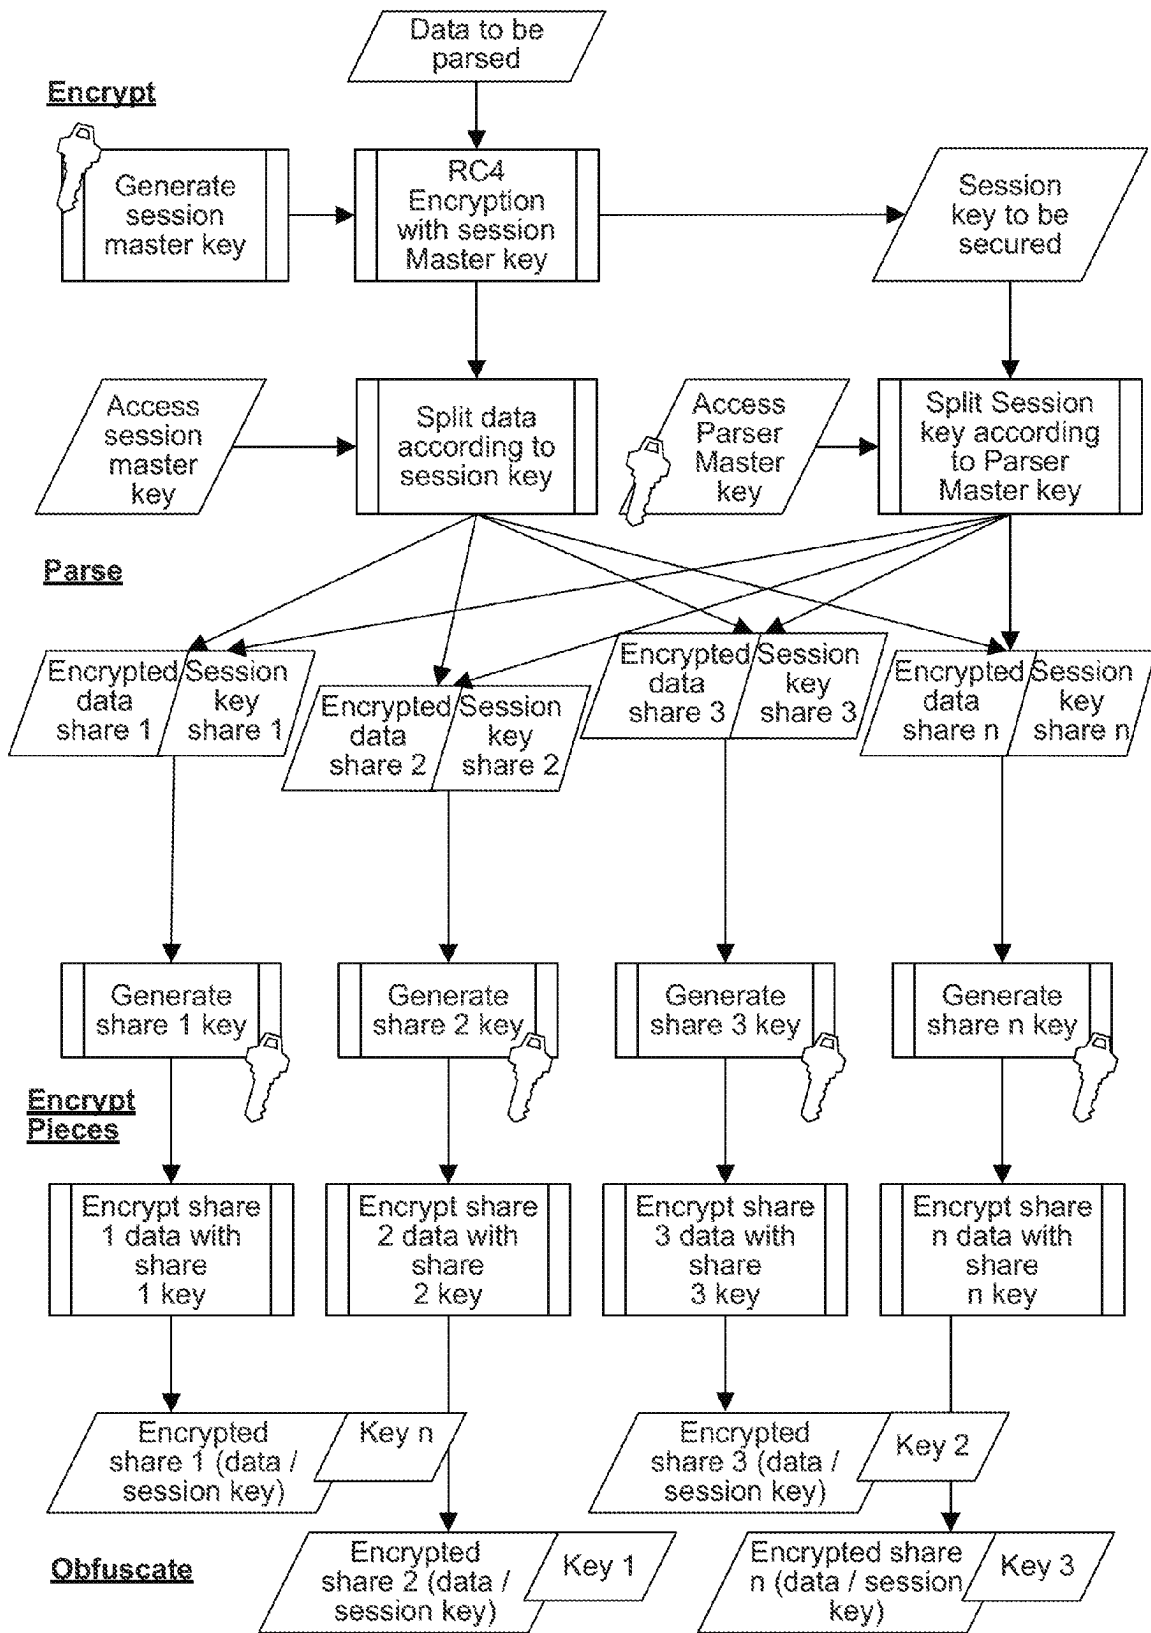 Data to be
parsed
Encrypt
Generate
session
master key
RC4
Encryption
with session
Master key
Session
key to be
secured
Access
session
master
key
Split data
according to
session key
Access
Parser
Master
key
Split Session
key according
to Parser
Master key
Parse
Encrypted
data
share 1
Session
key
share 1
Encrypted
data
share 2
Session
key
share 2
Encrypted
data
share 3
Session
key
share 3
Encrypted
data
share n
Session
key
share n
Generate
share 1 key
Generate
share 2 key
Generate
share 3 key
Generate
share n key
Encrypt
Pieces
Encrypt share
1 data with
share
1 key
Encrypt share
2 data with
share
2 key
Encrypt share
3 data with
share
3 key
Encrypt share
n data with
share
n key
Encrypted
share 1 (data /
session key)
Key n
Encrypted
share 3 (data /
session key)
Key 2
Obfuscate
Encrypted
share 2 (data /
session key)
Key 1
Encrypted share
n (data / session
key)
Key 3